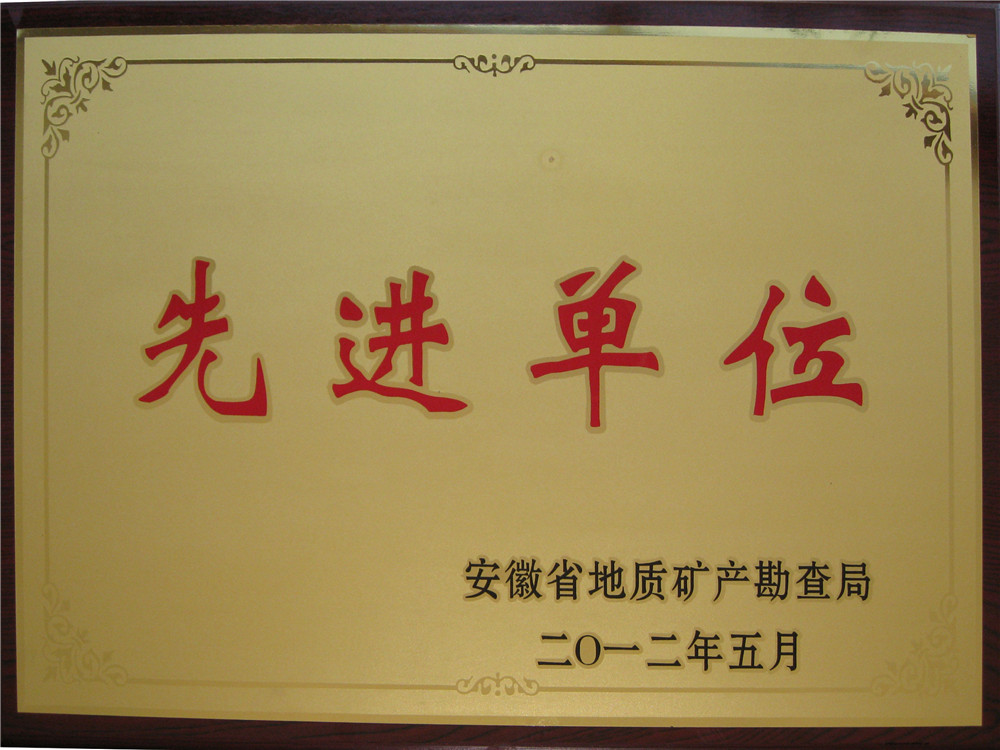 先进单位
安徽省地质矿产勘查局
二O一二年五月